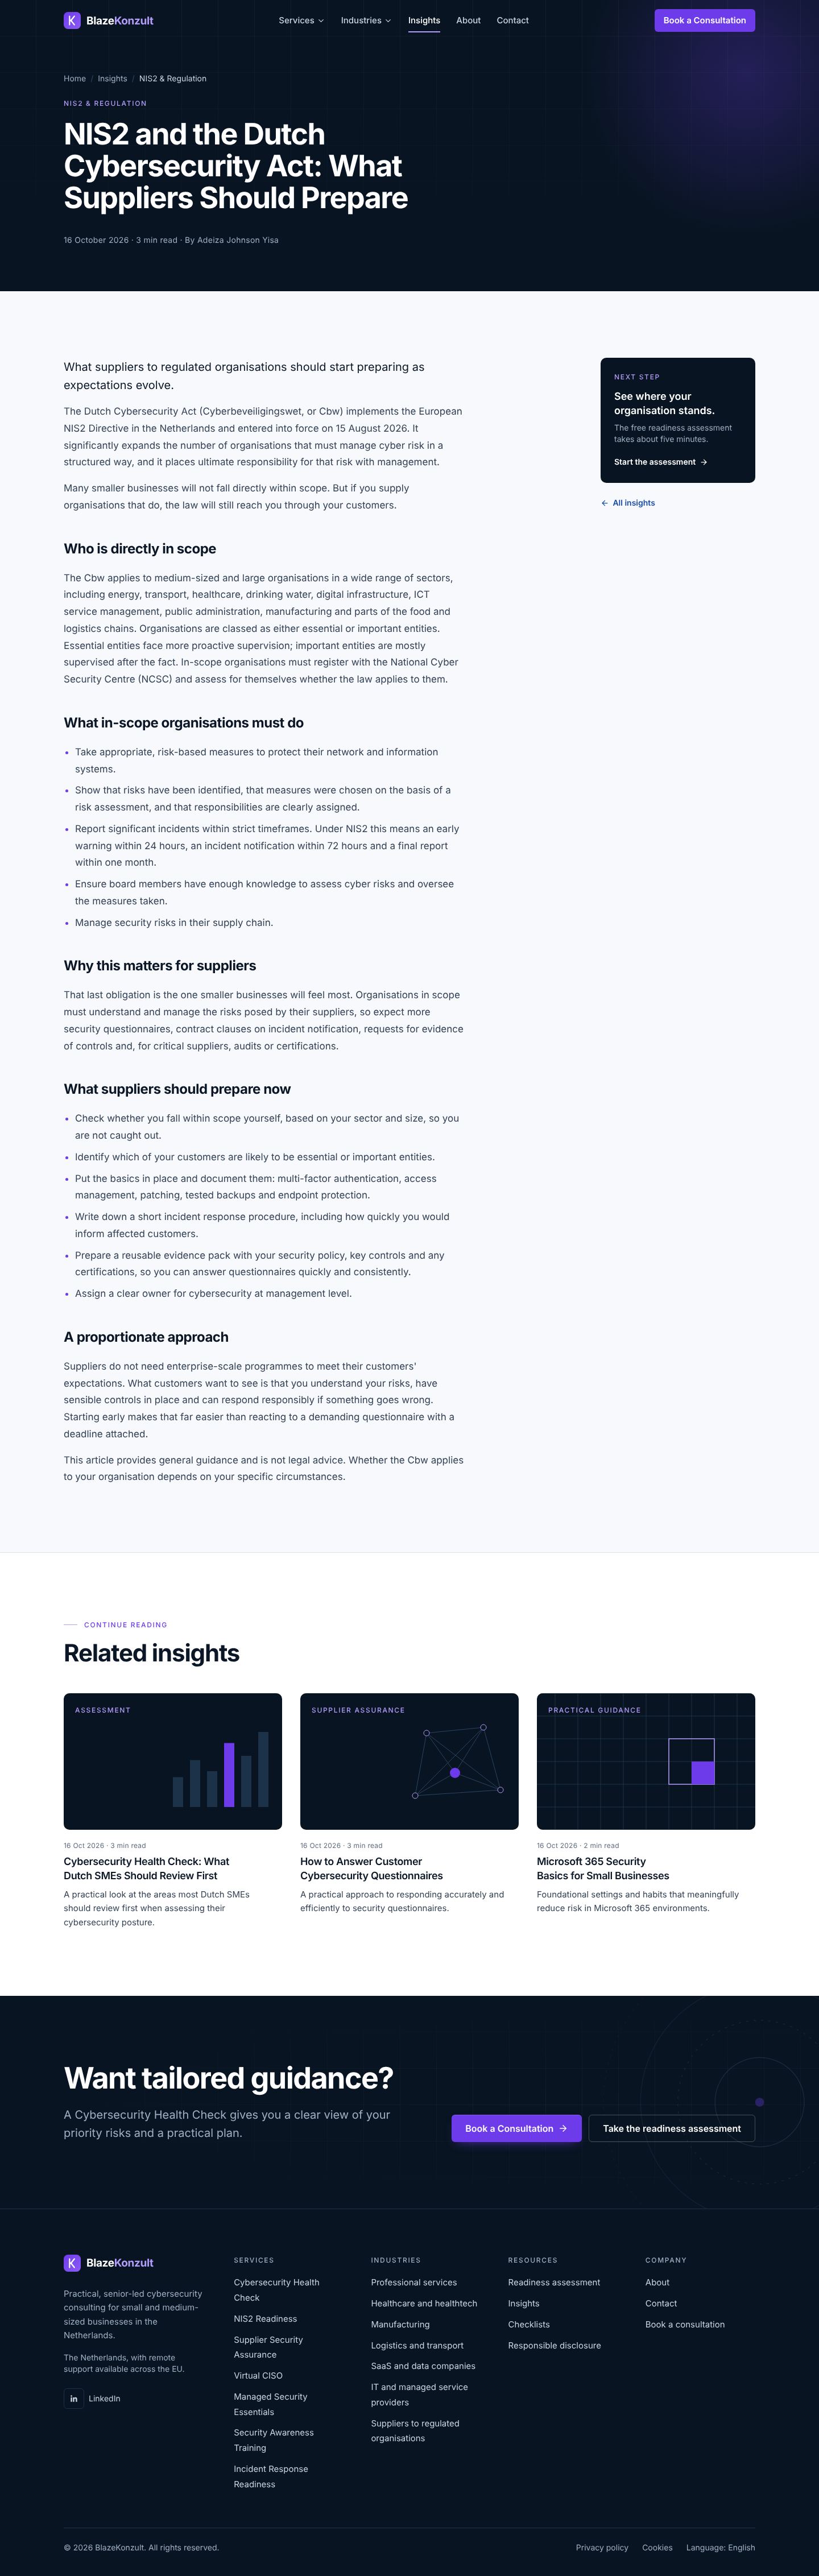 BlazeKonzult
Services
Industries
Insights
About
Contact
Book a Consultation
Home / Insights / NIS2 & Regulation
NIS2 & REGULATION
NIS2 and the Dutch
Cybersecurity Act: What
Suppliers Should Prepare
16 October 2026 · 3 min read · By Adeiza Johnson Yisa
What suppliers to regulated organisations should start preparing as
expectations evolve.
The Dutch Cybersecurity Act (Cyberbeveiligingswet, or Cbw) implements the European
NIS2 Directive in the Netherlands and entered into force on 15 August 2026. It
significantly expands the number of organisations that must manage cyber risk in a
structured way, and it places ultimate responsibility for that risk with management.
Many smaller businesses will not fall directly within scope. But if you supply
organisations that do, the law will still reach you through your customers.
Who is directly in scope
The Cbw applies to medium-sized and large organisations in a wide range of sectors,
including energy, transport, healthcare, drinking water, digital infrastructure, ICT
service management, public administration, manufacturing and parts of the food and
logistics chains. Organisations are classed as either essential or important entities.
Essential entities face more proactive supervision; important entities are mostly
supervised after the fact. In-scope organisations must register with the National Cyber
Security Centre (NCSC) and assess for themselves whether the law applies to them.
What in-scope organisations must do
• Take appropriate, risk-based measures to protect their network and information
systems.
• Show that risks have been identified, that measures were chosen on the basis of a
risk assessment, and that responsibilities are clearly assigned.
• Report significant incidents within strict timeframes. Under NIS2 this means an early
warning within 24 hours, an incident notification within 72 hours and a final report
within one month.
• Ensure board members have enough knowledge to assess cyber risks and oversee
the measures taken.
• Manage security risks in their supply chain.
Why this matters for suppliers
That last obligation is the one smaller businesses will feel most. Organisations in scope
must understand and manage the risks posed by their suppliers, so expect more
security questionnaires, contract clauses on incident notification, requests for evidence
of controls and, for critical suppliers, audits or certifications.
What suppliers should prepare now
• Check whether you fall within scope yourself, based on your sector and size, so you
are not caught out.
• Identify which of your customers are likely to be essential or important entities.
• Put the basics in place and document them: multi-factor authentication, access
management, patching, tested backups and endpoint protection.
• Write down a short incident response procedure, including how quickly you would
inform affected customers.
• Prepare a reusable evidence pack with your security policy, key controls and any
certifications, so you can answer questionnaires quickly and consistently.
• Assign a clear owner for cybersecurity at management level.
A proportionate approach
Suppliers do not need enterprise-scale programmes to meet their customers'
expectations. What customers want to see is that you understand your risks, have
sensible controls in place and can respond responsibly if something goes wrong.
Starting early makes that far easier than reacting to a demanding questionnaire with a
deadline attached.
This article provides general guidance and is not legal advice. Whether the Cbw applies
to your organisation depends on your specific circumstances.
NEXT STEP
See where your
organisation stands.
The free readiness assessment
takes about five minutes.
Start the assessment →
← All insights
CONTINUE READING
Related insights
ASSESSMENT
16 Oct 2026 · 3 min read
Cybersecurity Health Check: What
Dutch SMEs Should Review First
A practical look at the areas most Dutch SMEs
should review first when assessing their
cybersecurity posture.
SUPPLIER ASSURANCE
16 Oct 2026 · 3 min read
How to Answer Customer
Cybersecurity Questionnaires
A practical approach to responding accurately and
efficiently to security questionnaires.
PRACTICAL GUIDANCE
16 Oct 2026 · 2 min read
Microsoft 365 Security
Basics for Small Businesses
Foundational settings and habits that meaningfully
reduce risk in Microsoft 365 environments.
Want tailored guidance?
A Cybersecurity Health Check gives you a clear view of your
priority risks and a practical plan.
Book a Consultation →
Take the readiness assessment
BlazeKonzult
Practical, senior-led cybersecurity
consulting for small and medium-
sized businesses in the
Netherlands.
The Netherlands, with remote
support available across the EU.
in LinkedIn
SERVICES
Cybersecurity Health
Check
NIS2 Readiness
Supplier Security
Assurance
Virtual CISO
Managed Security
Essentials
Security Awareness
Training
Incident Response
Readiness
INDUSTRIES
Professional services
Healthcare and healthtech
Manufacturing
Logistics and transport
SaaS and data companies
IT and managed service
providers
Suppliers to regulated
organisations
RESOURCES
Readiness assessment
Insights
Checklists
Responsible disclosure
COMPANY
About
Contact
Book a consultation
© 2026 BlazeKonzult. All rights reserved.
Privacy policy
Cookies
Language: English